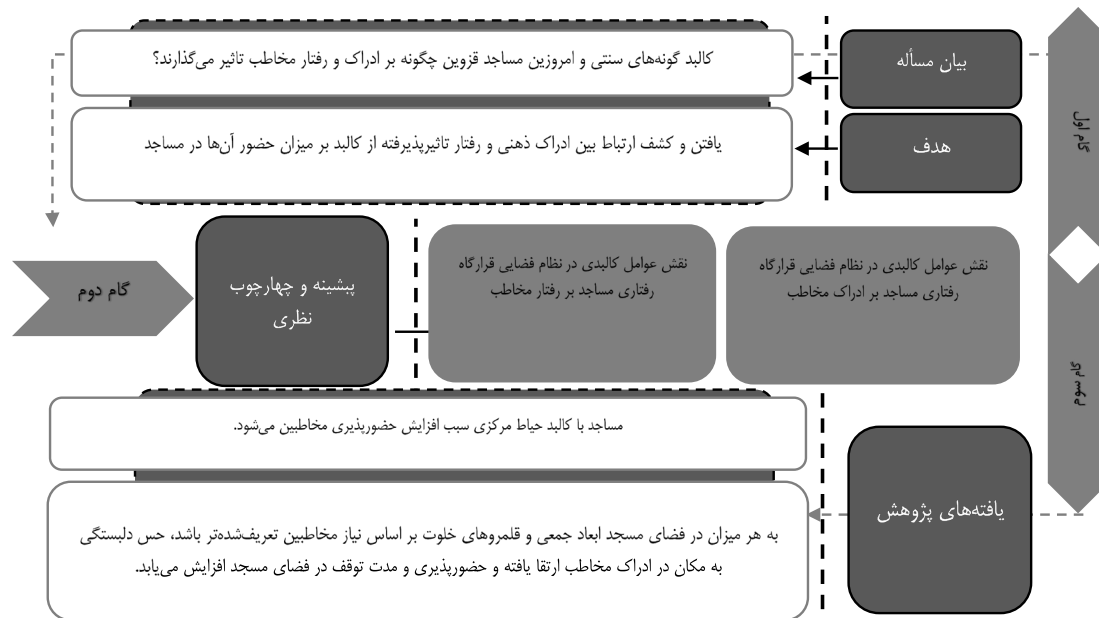 گام اول
بیان مسأله
کالبد گونه‌های سنتی و امروزین مساجد قزوین چگونه بر ادراک و رفتار مخاطب تاثیر می‌گذارند؟
هدف
یافتن و کشف ارتباط بین ادراک ذهنی و رفتار تاثیرپذیرفته از کالبد بر میزان حضور آن‌ها در مساجد
گام دوم
پیشینه و چهارچوب
نظری
نقش عوامل کالبدی در نظام فضایی قرارگاه
رفتاری مساجد بر رفتار مخاطب
نقش عوامل کالبدی در نظام فضایی قرارگاه
رفتاری مساجد بر ادراک مخاطب
گام سوم
یافته‌های پژوهش
مساجد با کالبد حیاط مرکزی سبب افزایش حضورپذیری مخاطبین می‌شود.
به هر میزان در فضای مسجد ابعاد جمعی و قلمروهای خلوت بر اساس نیاز مخاطبین تعریف‌شده‌تر باشد، حس دلبستگی
به مکان در ادراک مخاطب ارتقا یافته و حضورپذیری و مدت توقف در فضای مسجد افزایش می‌یابد.